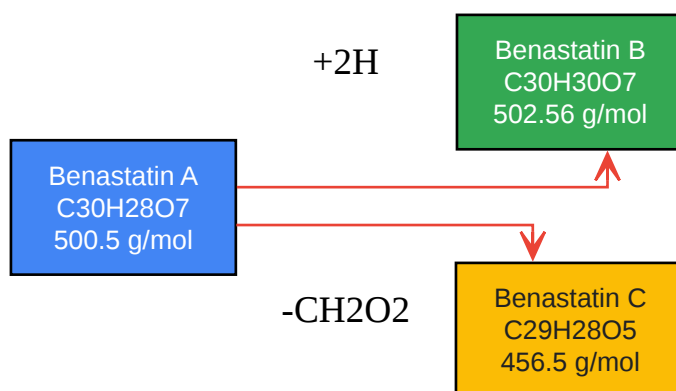 +2H
Benastatin B
C30H30O7
502.56 g/mol
Benastatin A
C30H28O7
500.5 g/mol
-CH2O2
Benastatin C
C29H28O5
456.5 g/mol